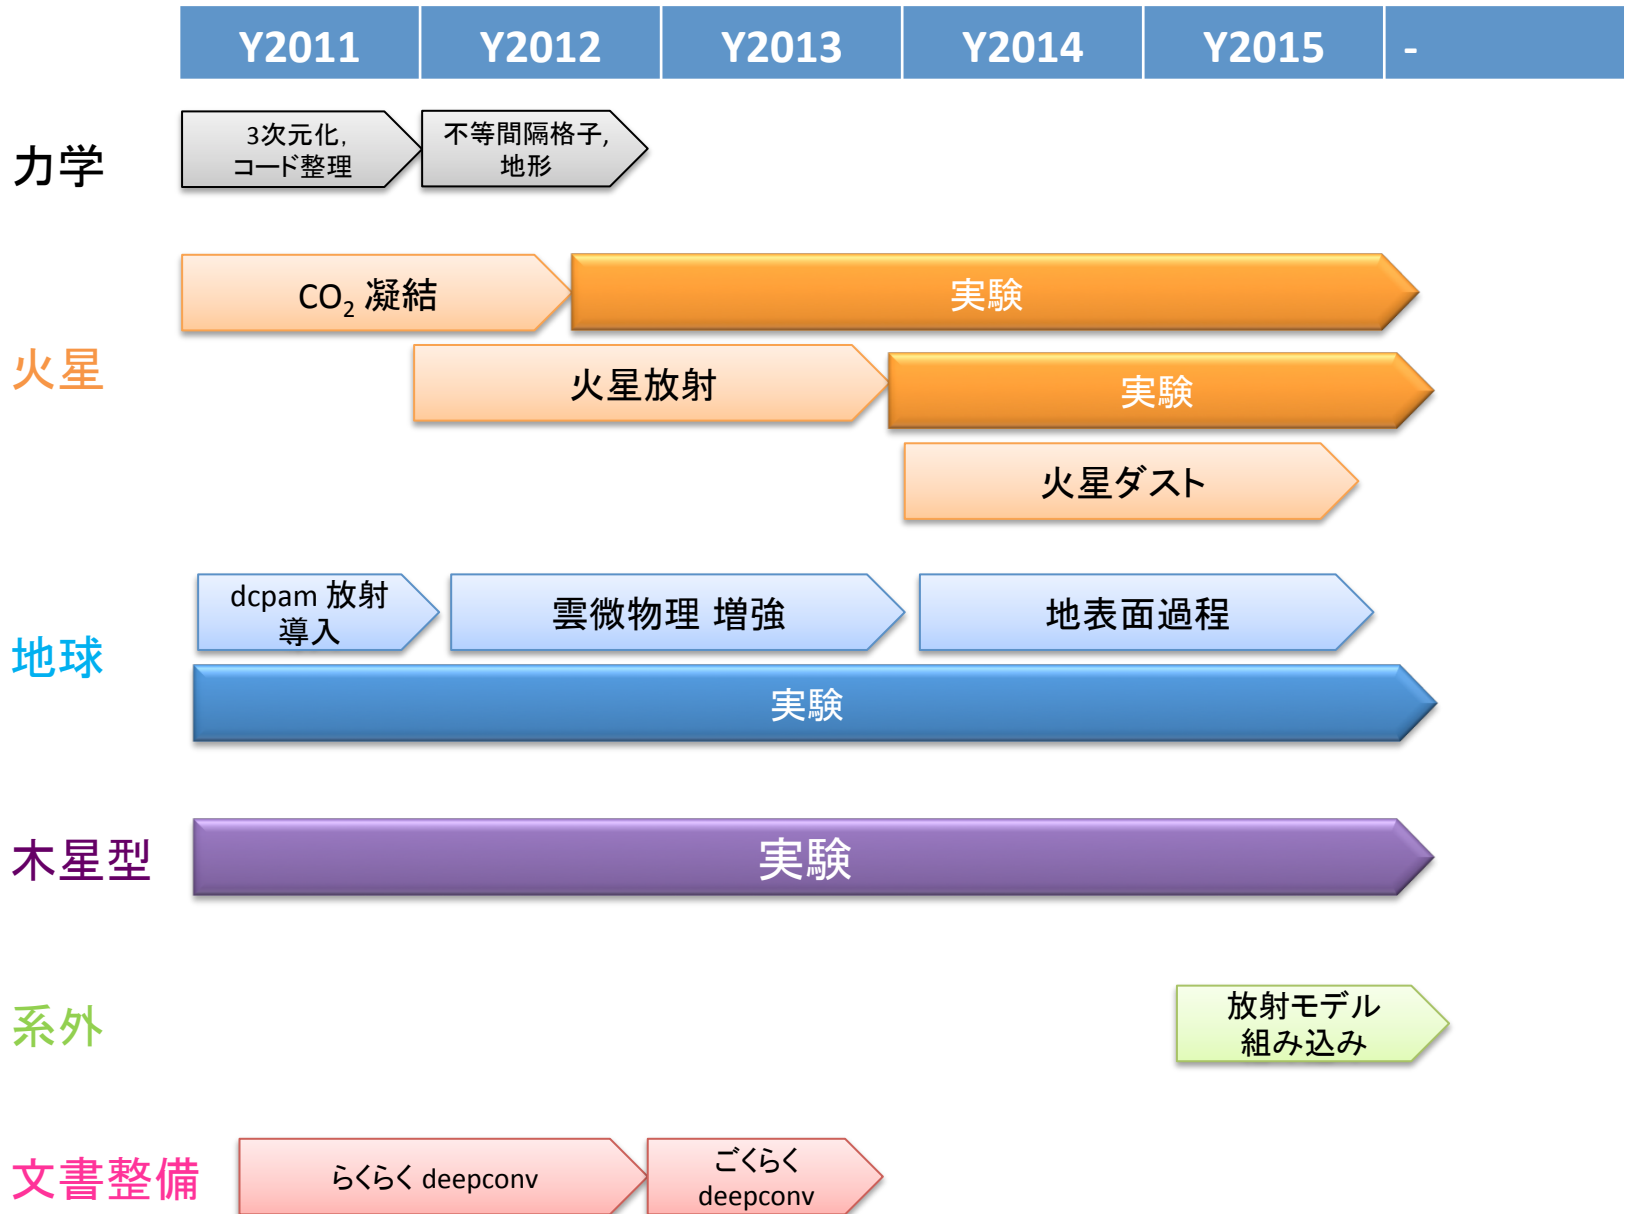 Y2011 Y2012 Y2013 Y2014 Y2015 -
力学
3次元化,
コード整理
不等間隔格子,
地形
火星
CO₂ 凝結
実験
火星放射
実験
火星ダスト
地球
dcpam 放射
導入
雲微物理 増強
地表面過程
実験
木星型
実験
系外
放射モデル
組み込み
文書整備
らくらく deepconv
ごくらく
deepconv